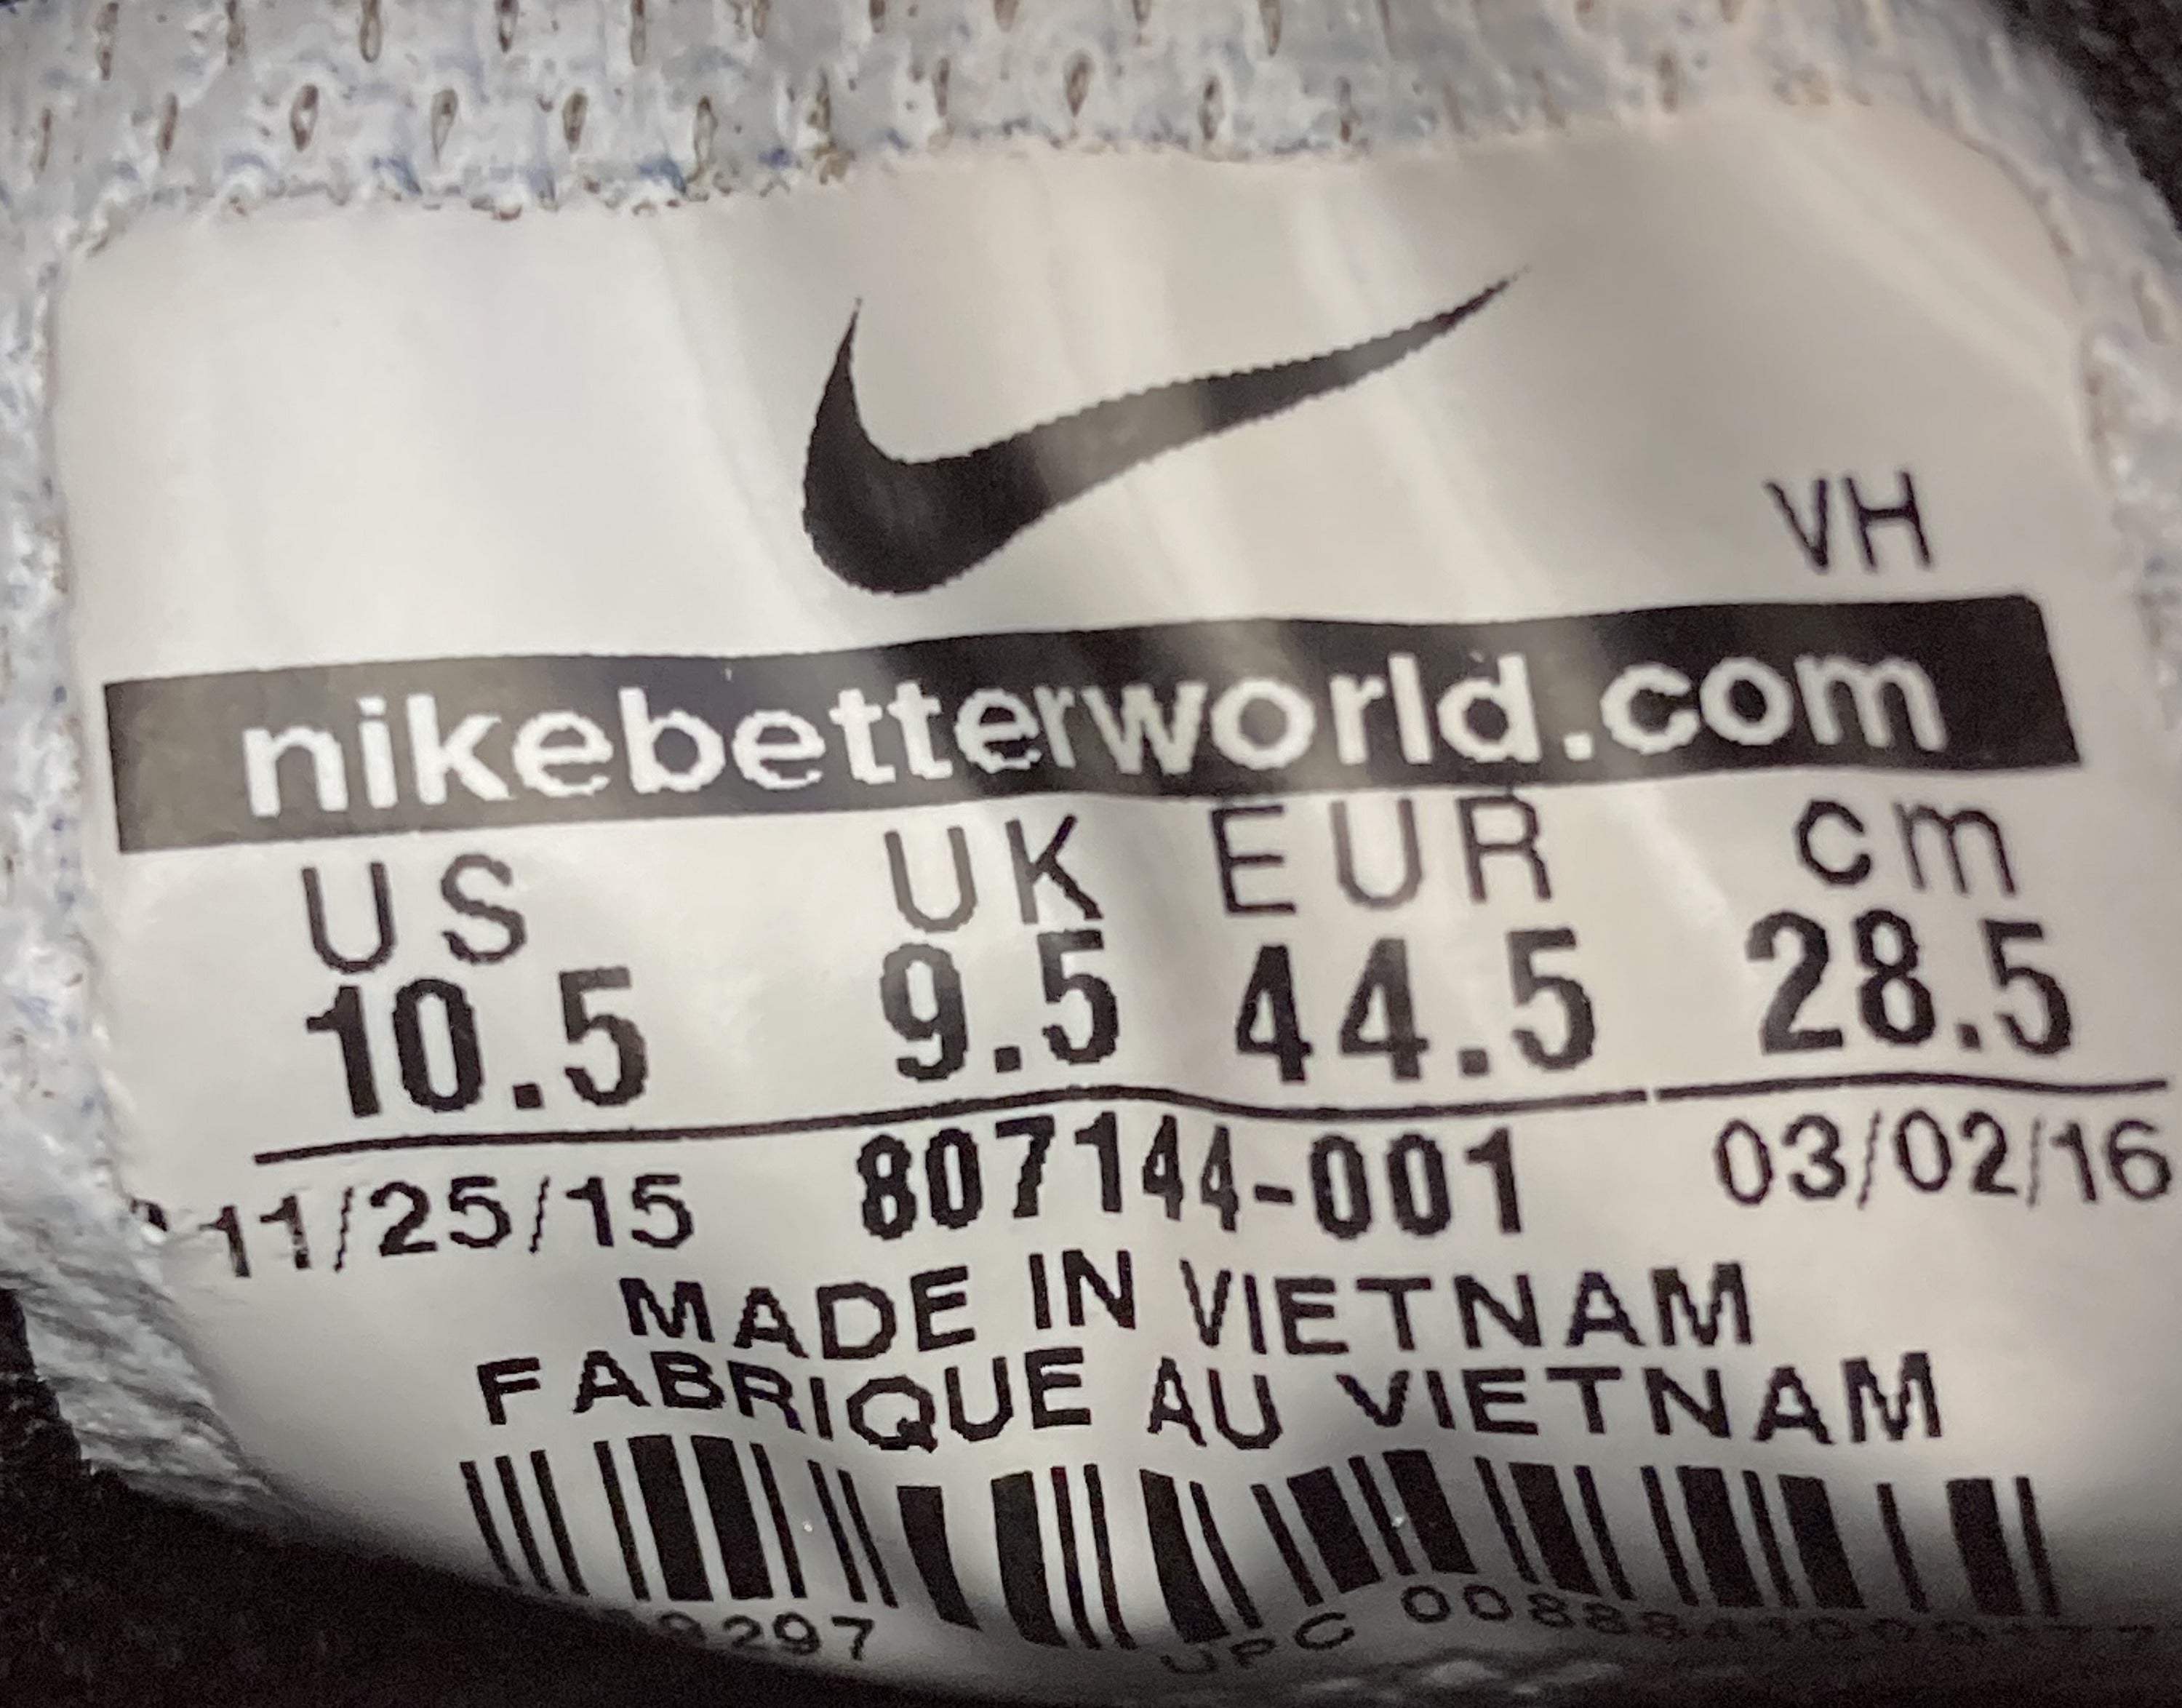 VH
nikebetterworld.com
US UK EUR cm
10.5 9.5 44.5 28.5
11/25/15 807144-001 03/02/16
MADE IN VIETNAM
FABRIQUE AU VIETNAM
UPC